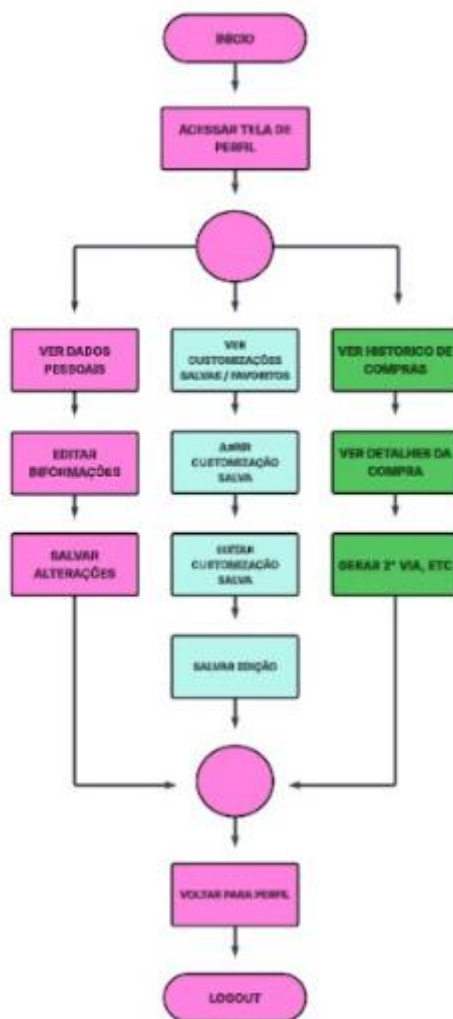 INICIO
ACESSAR TELA DE
PERFIL
VER DADOS
PESSOAIS
VER
CUSTOMIZAÇÕES
SALVAS / FAVORITOS
VER HISTORICO DE
COMPRAS
EDITAR
INFORMAÇÕES
ABRIR
CUSTOMIZAÇÃO
SALVA
VER DETALHES DA
COMPRA
SALVAR
ALTERAÇÕES
EDITAR
CUSTOMIZAÇÃO
SALVA
GERAR 2° VIA, ETC
SALVAR EDIÇÃO
VOLTAR PARA PERFIL
LOGOUT